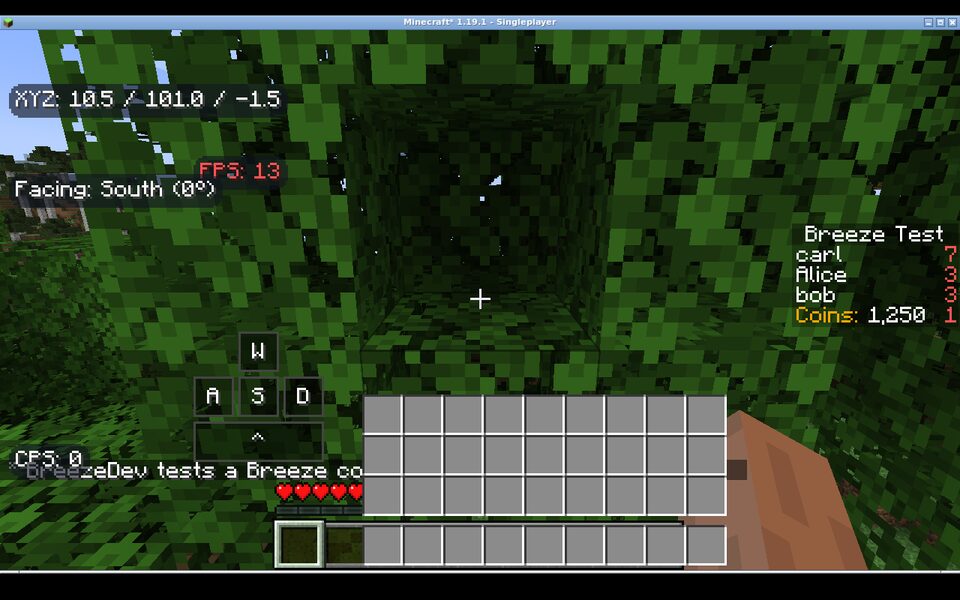 Minecraft* 1.19.1 - Singleplayer
XYZ: 10.5 / 101.0 / -1.5
FPS: 13
Facing: South (0°)
Breeze Test
carl 7
Alice 3
bob 3
Coins: 1,250 1
W
A S D
^
CPS: 0
BreezeDev tests a Breeze co